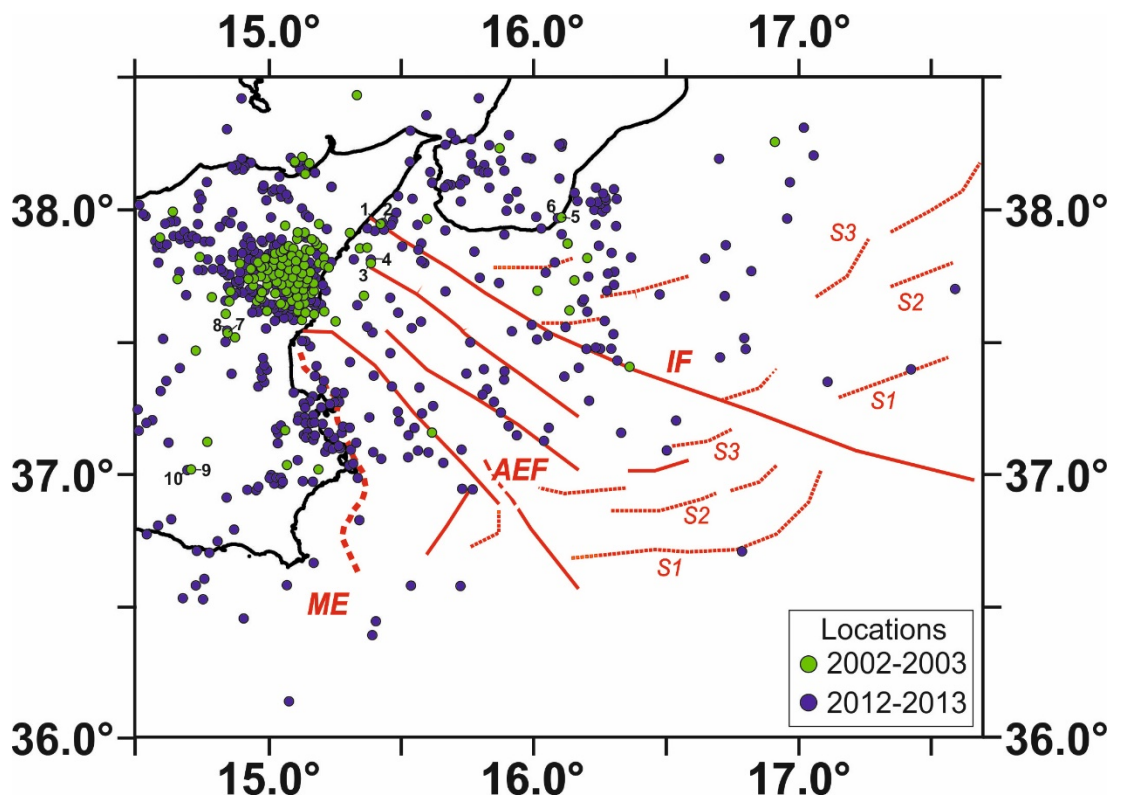 15.0° 16.0° 17.0°
38.0° 38.0°
6 5
1 2
S3
4
3
S2
8 7
IF
S1
37.0° 37.0°
AEF
S3
10 9
S2
S1
ME
Locations
2002-2003
2012-2013
36.0° 36.0°
15.0° 16.0° 17.0°